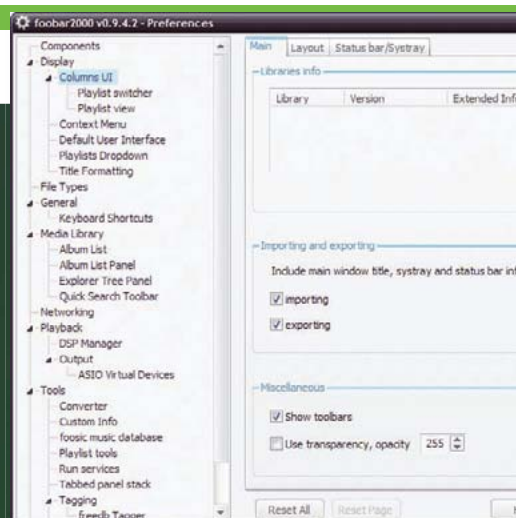 foobar2000 v0.9.4.2 - Preferences
Components
Display
Columns UI
Playlist switcher
Playlist view
Context Menu
Default User Interface
Playlists Dropdown
Title Formatting
File Types
General
Keyboard Shortcuts
Media Library
Album List
Album List Panel
Explorer Tree Panel
Quick Search Toolbar
Networking
Playback
DSP Manager
Output
ASIO Virtual Devices
Tools
Converter
Custom Info
foosic music database
Playlist tools
Run services
Tabbed panel stack
Tagging
freedb Tagger
Main Layout Status bar/Systray
Libraries info
Library Version Extended Inf
Importing and exporting
Include main window title, systray and status bar inf
importing
exporting
Miscellaneous
Show toolbars
Use transparency, opacity 255
Reset All Reset Page